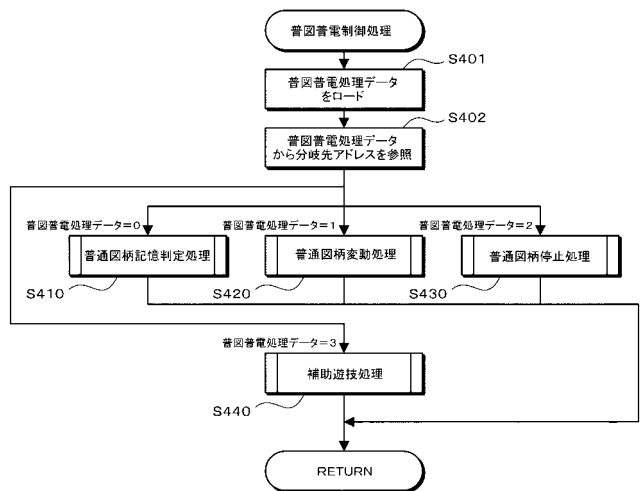 普図普電制御処理
S401
普図普電処理データ
をロード
S402
普図普電処理データ
から分岐先アドレスを参照
普図普電処理データ=0
普図普電処理データ=1
普図普電処理データ=2
普通図柄記憶判定処理
普通図柄変動処理
普通図柄停止処理
S410
S420
S430
普図普電処理データ=3
補助遊技処理
S440
RETURN